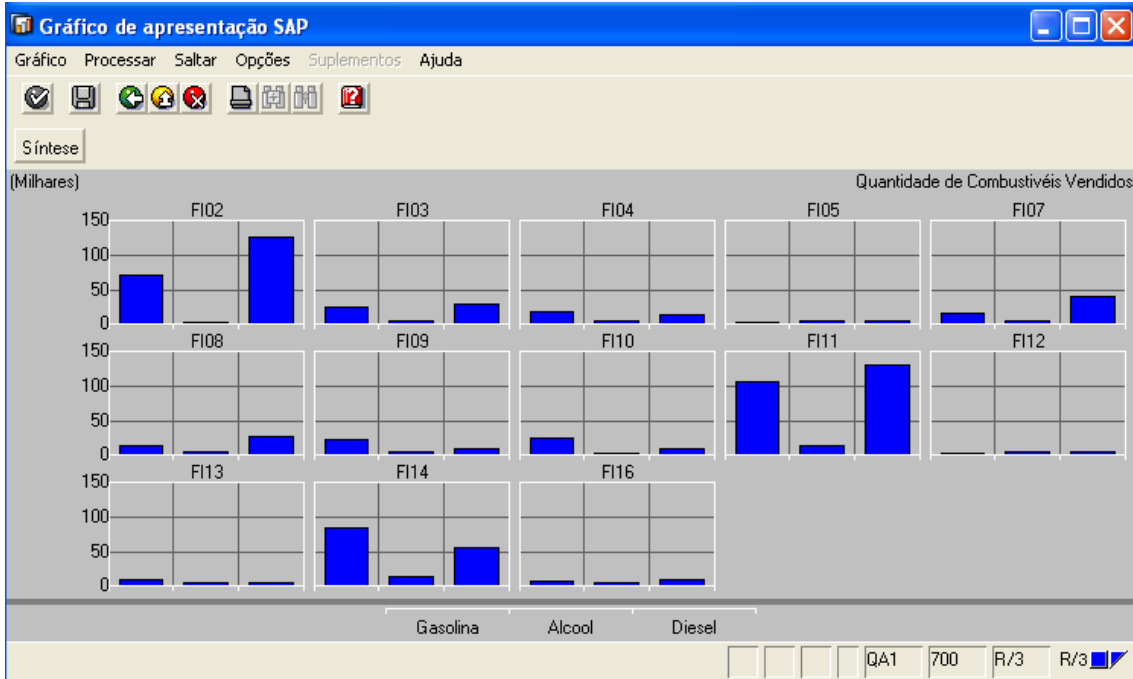 Gráfico de apresentação SAP
Gráfico Processar Saltar Opções Suplementos Ajuda
Síntese
(Milhares) Quantidade de Combustivéis Vendidos
FI02 FI03 FI04 FI05 FI07
150
100
50
0
FI08 FI09 FI10 FI11 FI12
150
100
50
0
FI13 FI14 FI16
150
100
50
0
Gasolina Alcool Diesel
QA1 700 R/3 R/3